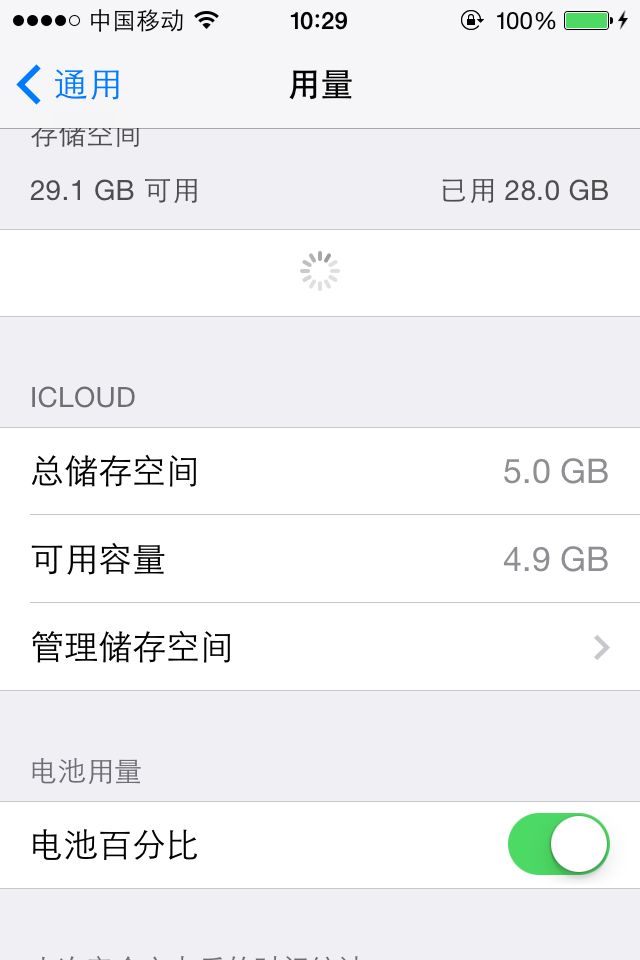 中国移动 10:29 100%
通用 用量
存储空间
29.1 GB 可用 已用 28.0 GB
ICLOUD
总储存空间 5.0 GB
可用容量 4.9 GB
管理储存空间
电池用量
电池百分比